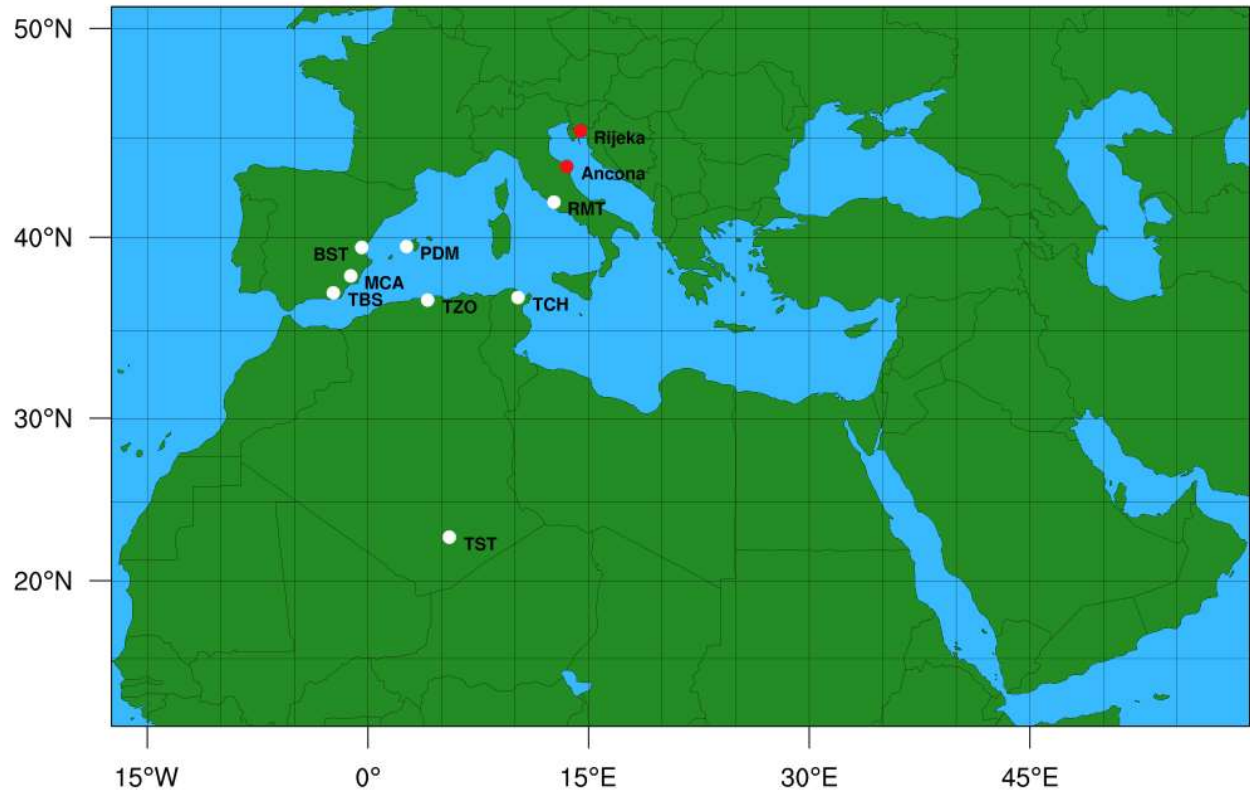 50°N
Rijeka
Ancona
RMT
40°N
BST
PDM
MCA
TBS
TZO
TCH
30°N
TST
20°N
15°W
0°
15°E
30°E
45°E